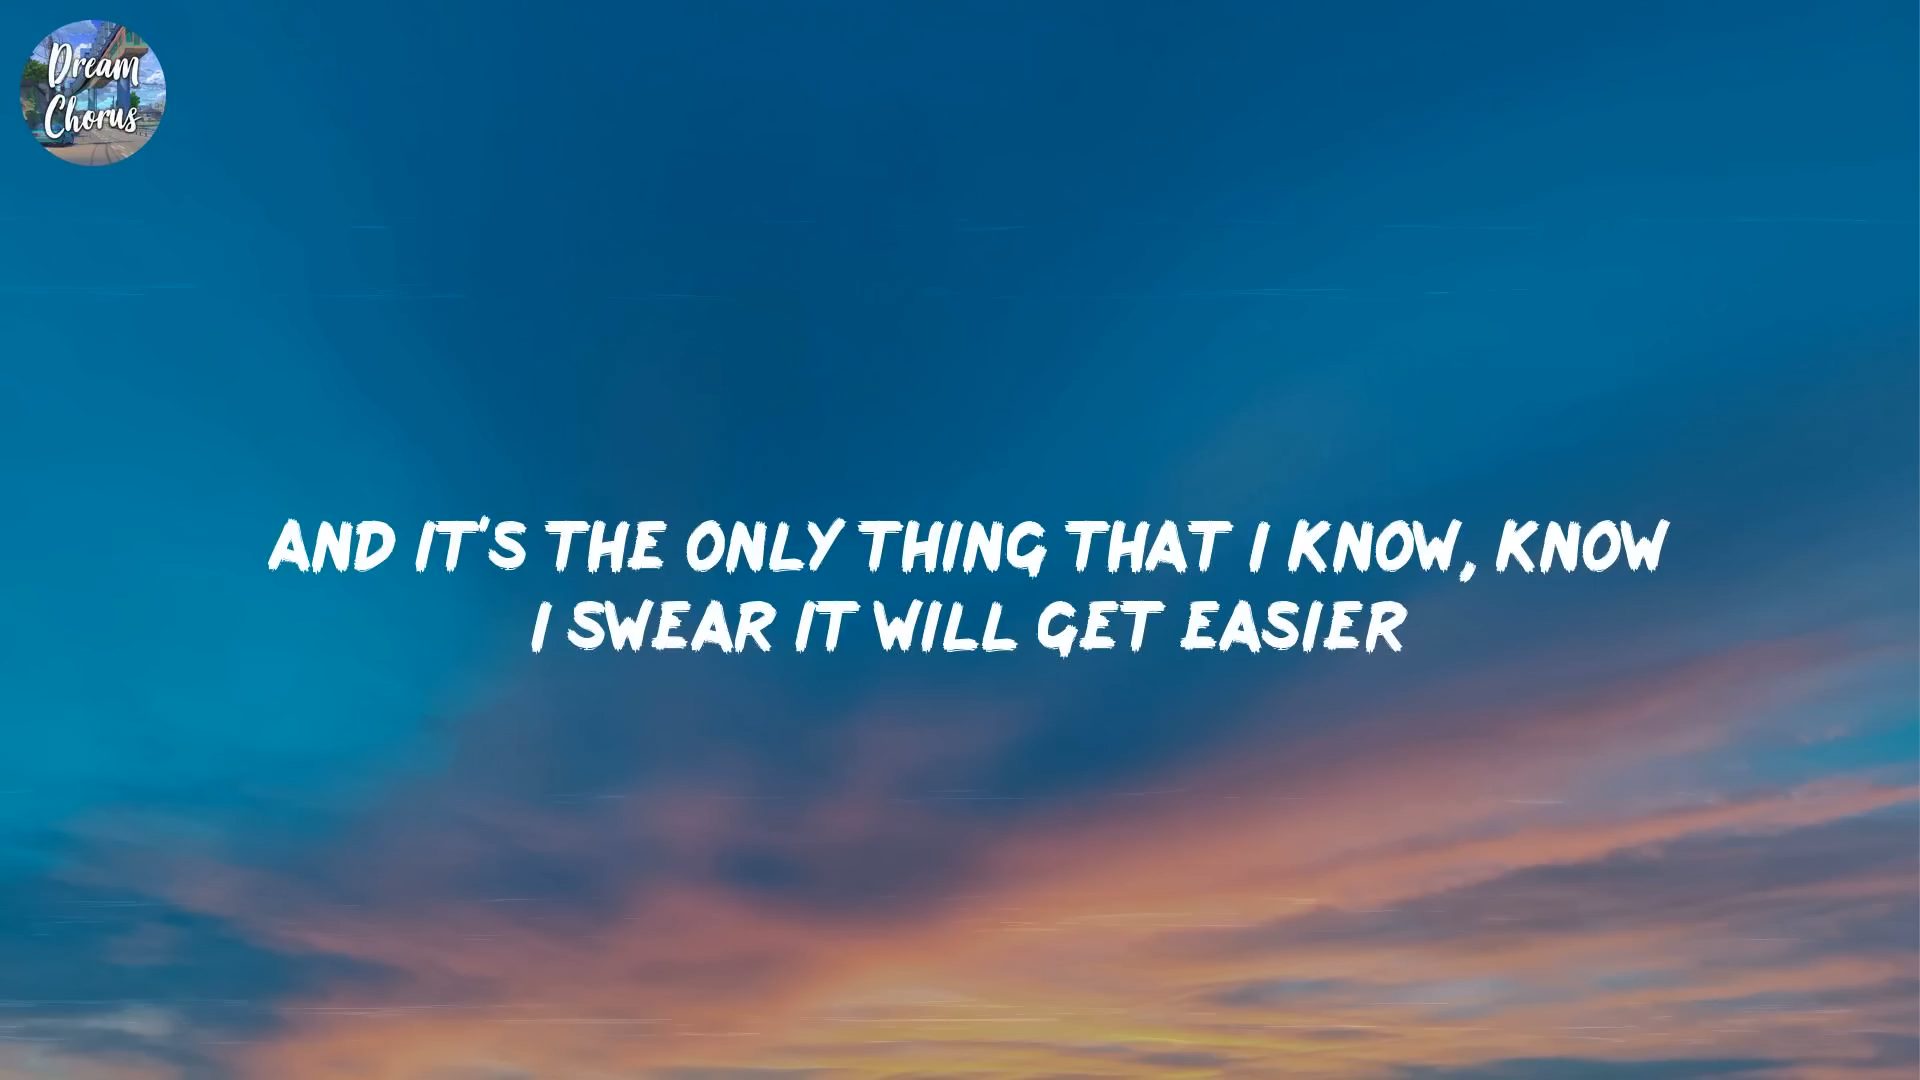 Dream
Chorus
AND IT'S THE ONLY THING THAT I KNOW, KNOW
I SWEAR IT WILL GET EASIER